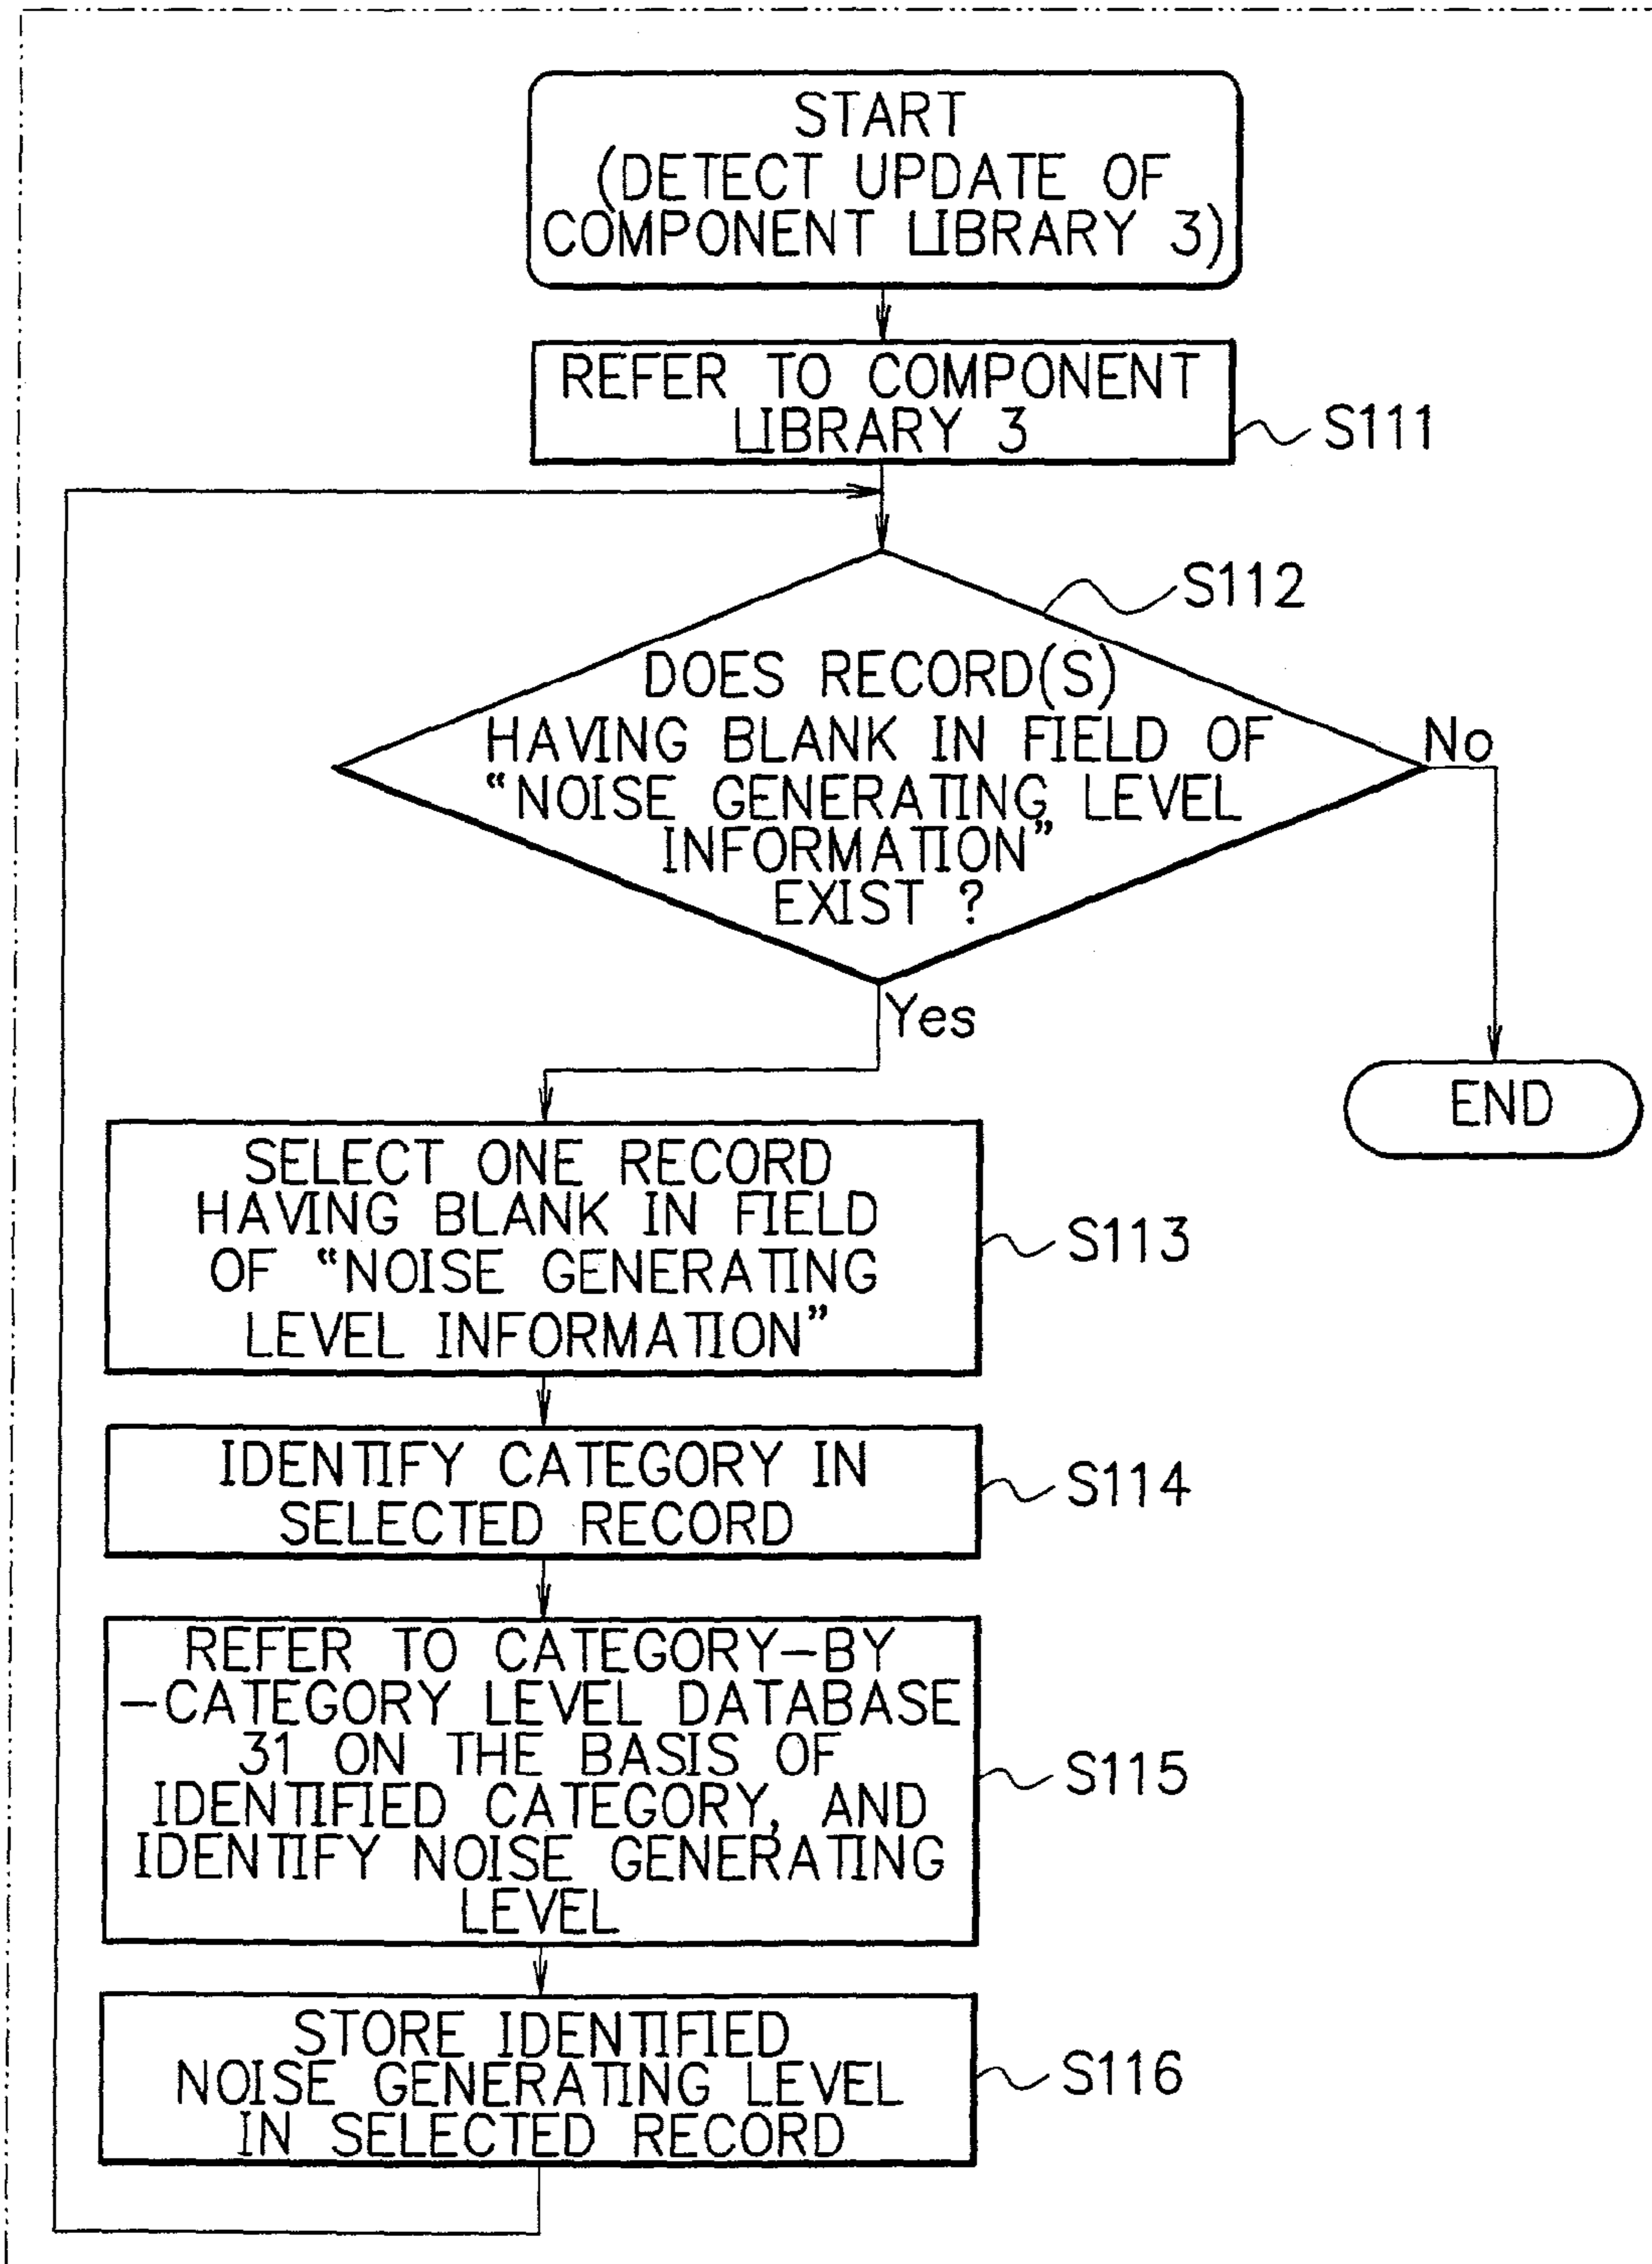 START
(DETECT UPDATE OF
COMPONENT LIBRARY 3)
REFER TO COMPONENT
LIBRARY 3
S111
S112
DOES RECORD(S)
HAVING BLANK IN FIELD OF
“NOISE GENERATING LEVEL
INFORMATION”
EXIST ?
No
Yes
END
SELECT ONE RECORD
HAVING BLANK IN FIELD
OF “NOISE GENERATING
LEVEL INFORMATION”
S113
IDENTIFY CATEGORY IN
SELECTED RECORD
S114
REFER TO CATEGORY-BY
-CATEGORY LEVEL DATABASE
31 ON THE BASIS OF
IDENTIFIED CATEGORY, AND
IDENTIFY NOISE GENERATING
LEVEL
S115
STORE IDENTIFIED
NOISE GENERATING LEVEL
IN SELECTED RECORD
S116